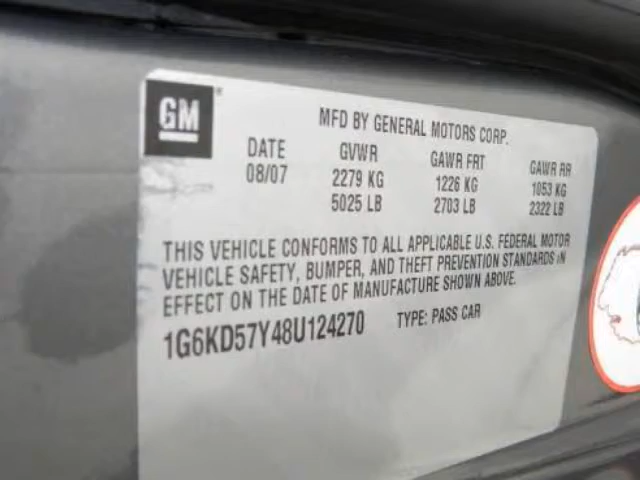 GM
MFD BY GENERAL MOTORS CORP.
DATE GVWR GAWR FRT GAWR RR
08/07 2279 KG 1226 KG 1053 KG
5025 LB 2703 LB 2322 LB
THIS VEHICLE CONFORMS TO ALL APPLICABLE U.S. FEDERAL MOTOR
VEHICLE SAFETY, BUMPER, AND THEFT PREVENTION STANDARDS IN
EFFECT ON THE DATE OF MANUFACTURE SHOWN ABOVE.
1G6KD57Y48U124270 TYPE: PASS CAR